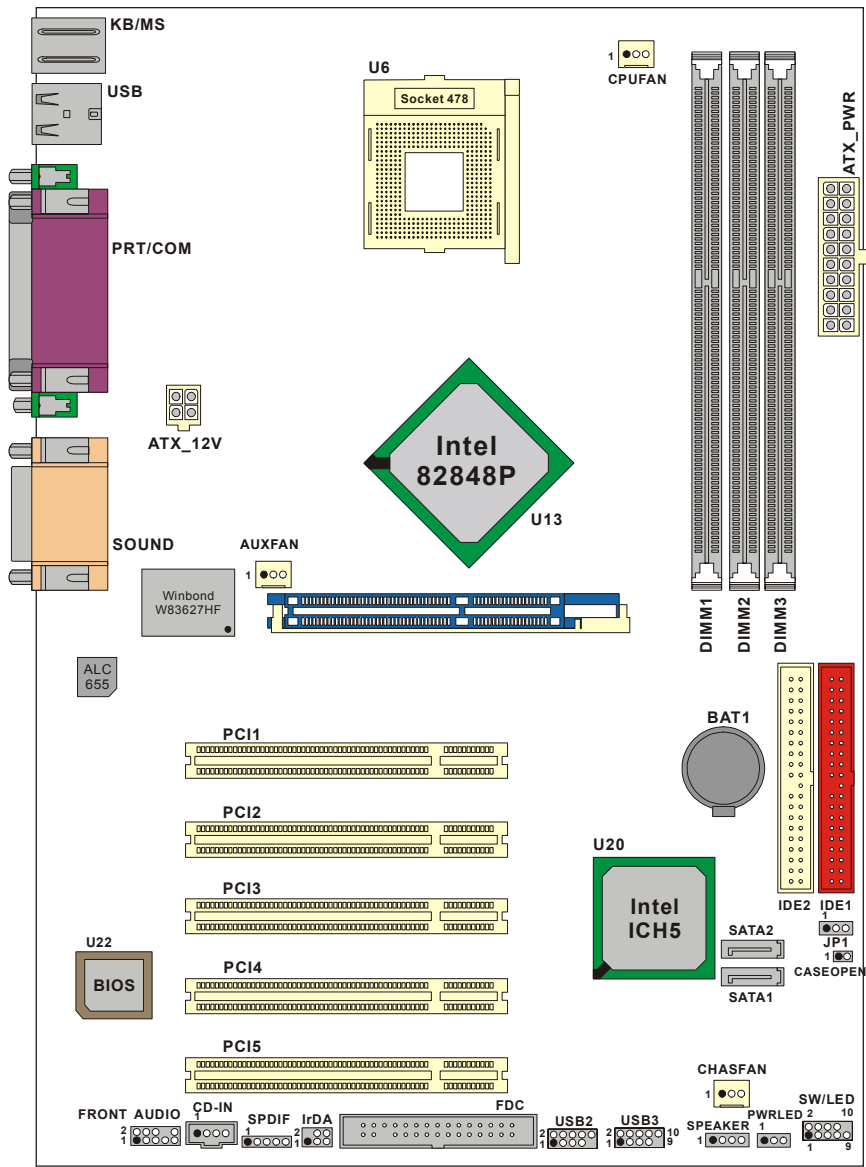 KB/MS
USB
U6
Socket 478
1
CPUFAN
ATX_PWR
PRT/COM
ATX_12V
Intel
82848P
U13
SOUND
AUXFAN
1
Winbond
W83627HF
DIMM1
DIMM2
DIMM3
ALC
655
BAT1
PCI1
PCI2
PCI3
PCI4
PCI5
U20
Intel
ICH5
IDE2
IDE1
1
JP1
1
CASEOPEN
SATA2
SATA1
U22
BIOS
CHASFAN
1
FRONT AUDIO
2
1
CD-IN
1
SPDIF
1
IrDA
2
1
FDC
USB2
2
1
USB3
2
1
10
9
SPEAKER
1
PWRLED
1
SW/LED
2
10
1
9